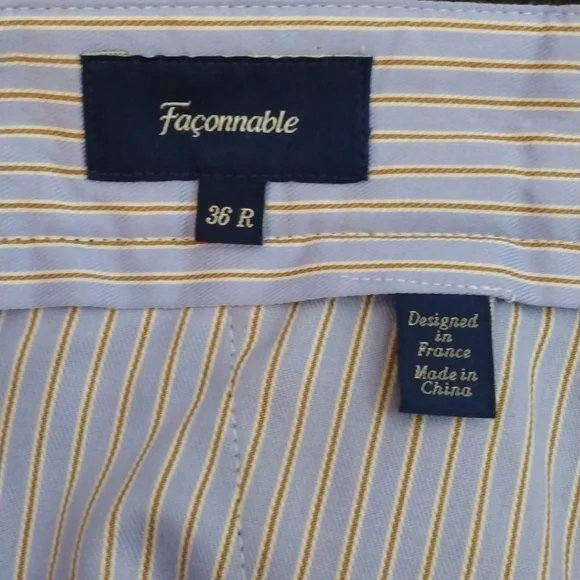 Façonnable
36 R
Designed
in
France
Made in
China